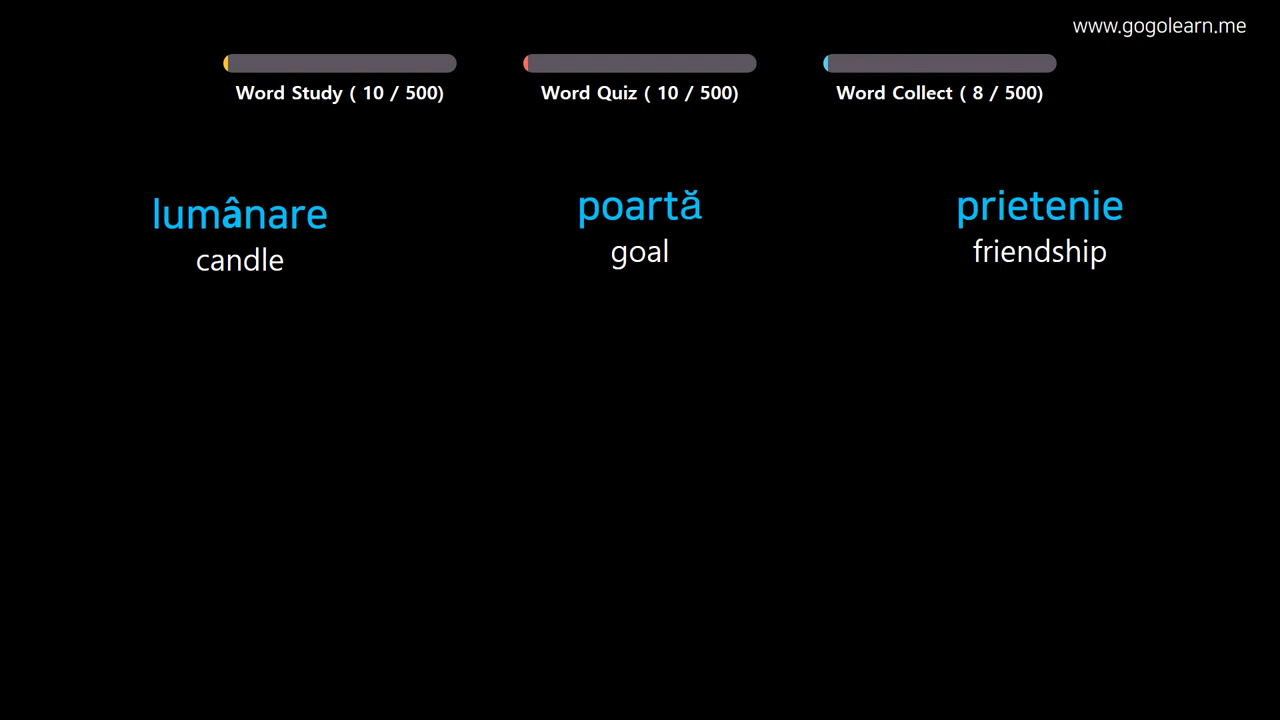 www.gogolearn.me
Word Study ( 10 / 500)
Word Quiz ( 10 / 500)
Word Collect ( 8 / 500)
lumânare
candle
poartă
goal
prietenie
friendship